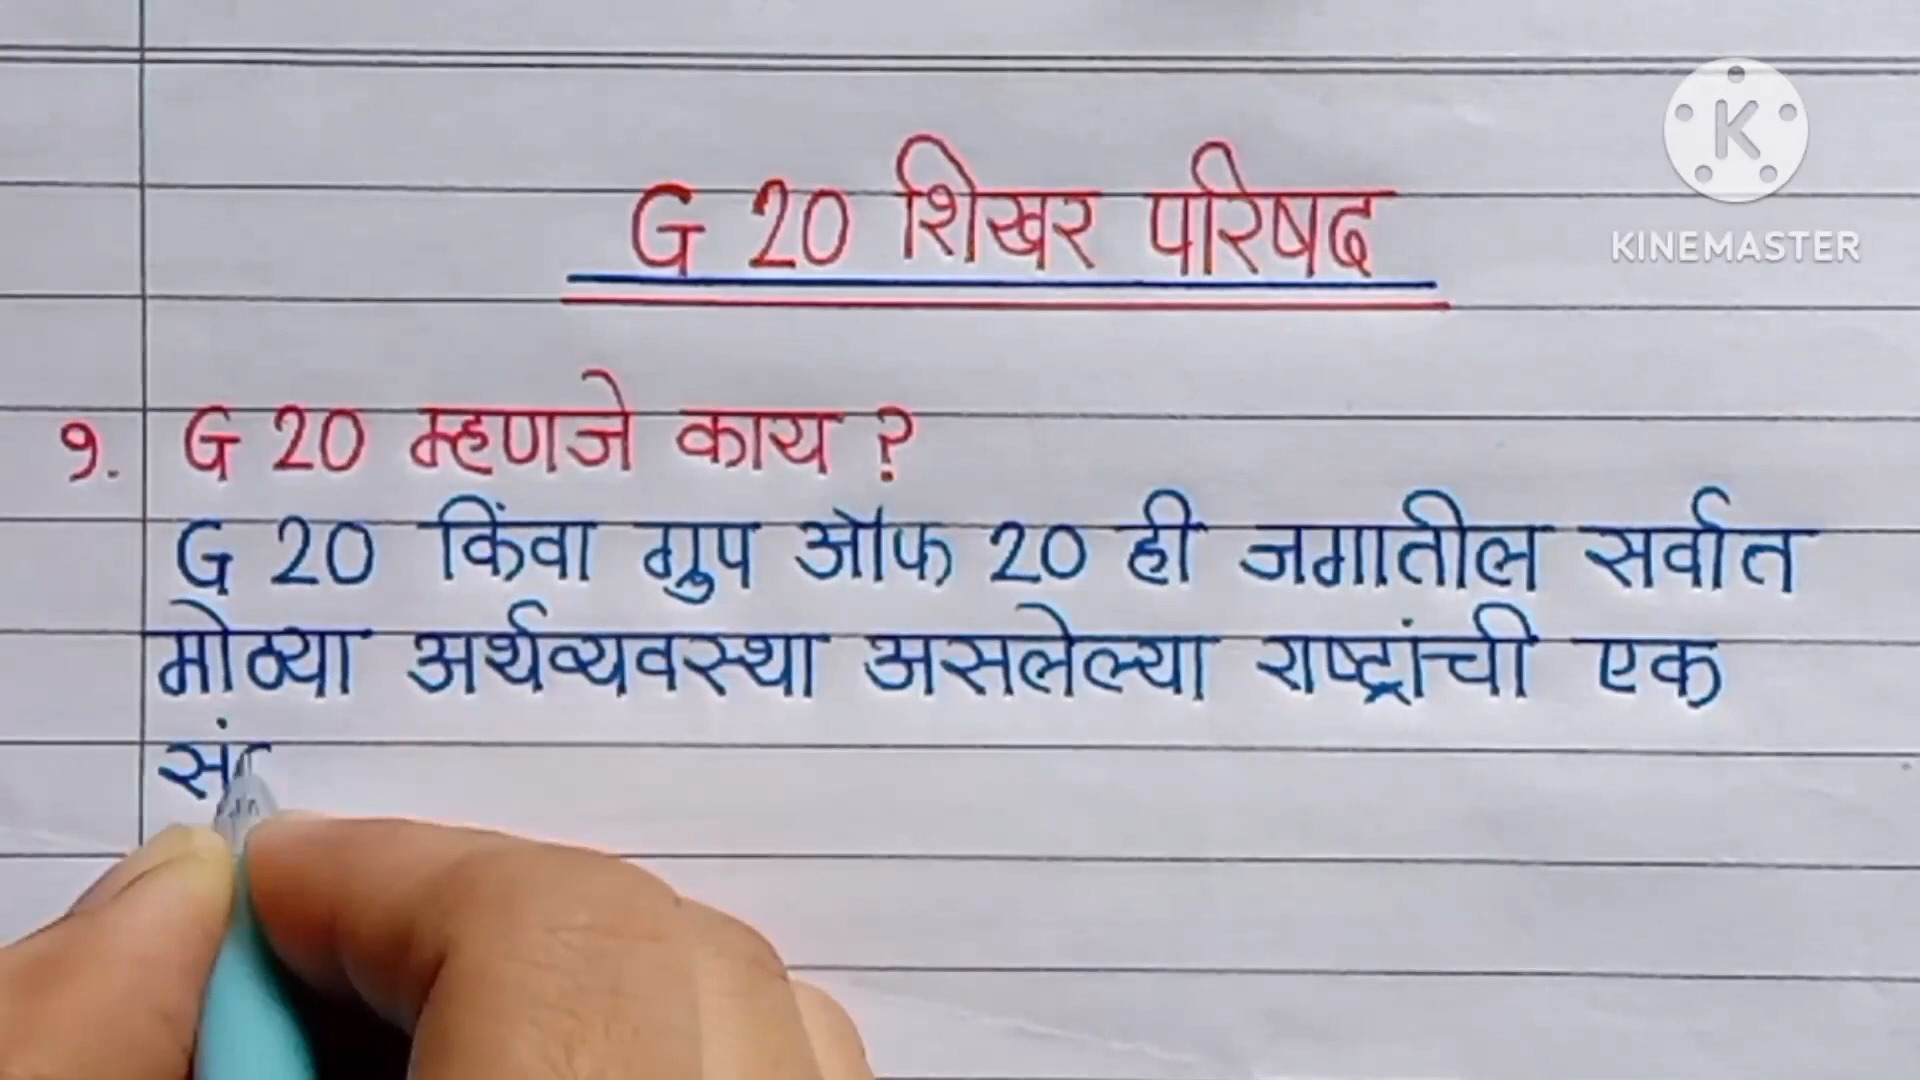 G 20 शिखर परिषद
KINEMASTER
१. G 20 म्हणजे काय ?
G 20 किंवा ग्रुप ऑफ 20 ही जगातील सर्वात
मोठ्या अर्थव्यवस्था असलेल्या राष्ट्रांची एक